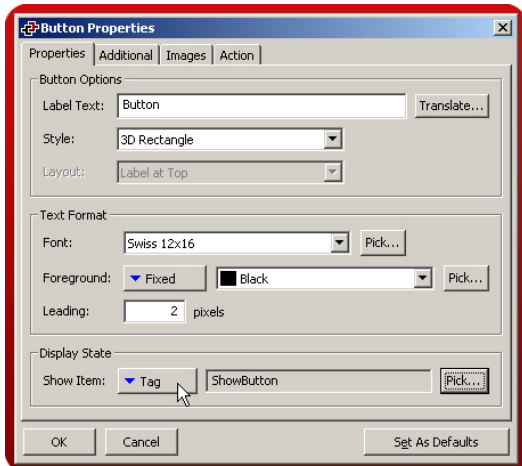 Button Properties
Properties Additional Images Action
Button Options
Label Text: Button Translate...
Style: 3D Rectangle
Layout: Label at Top
Text Format
Font: Swiss 12x16 Pick...
Foreground: Fixed Black Pick...
Leading: 2 pixels
Display State
Show Item: Tag ShowButton Pick...
OK Cancel Set As Defaults